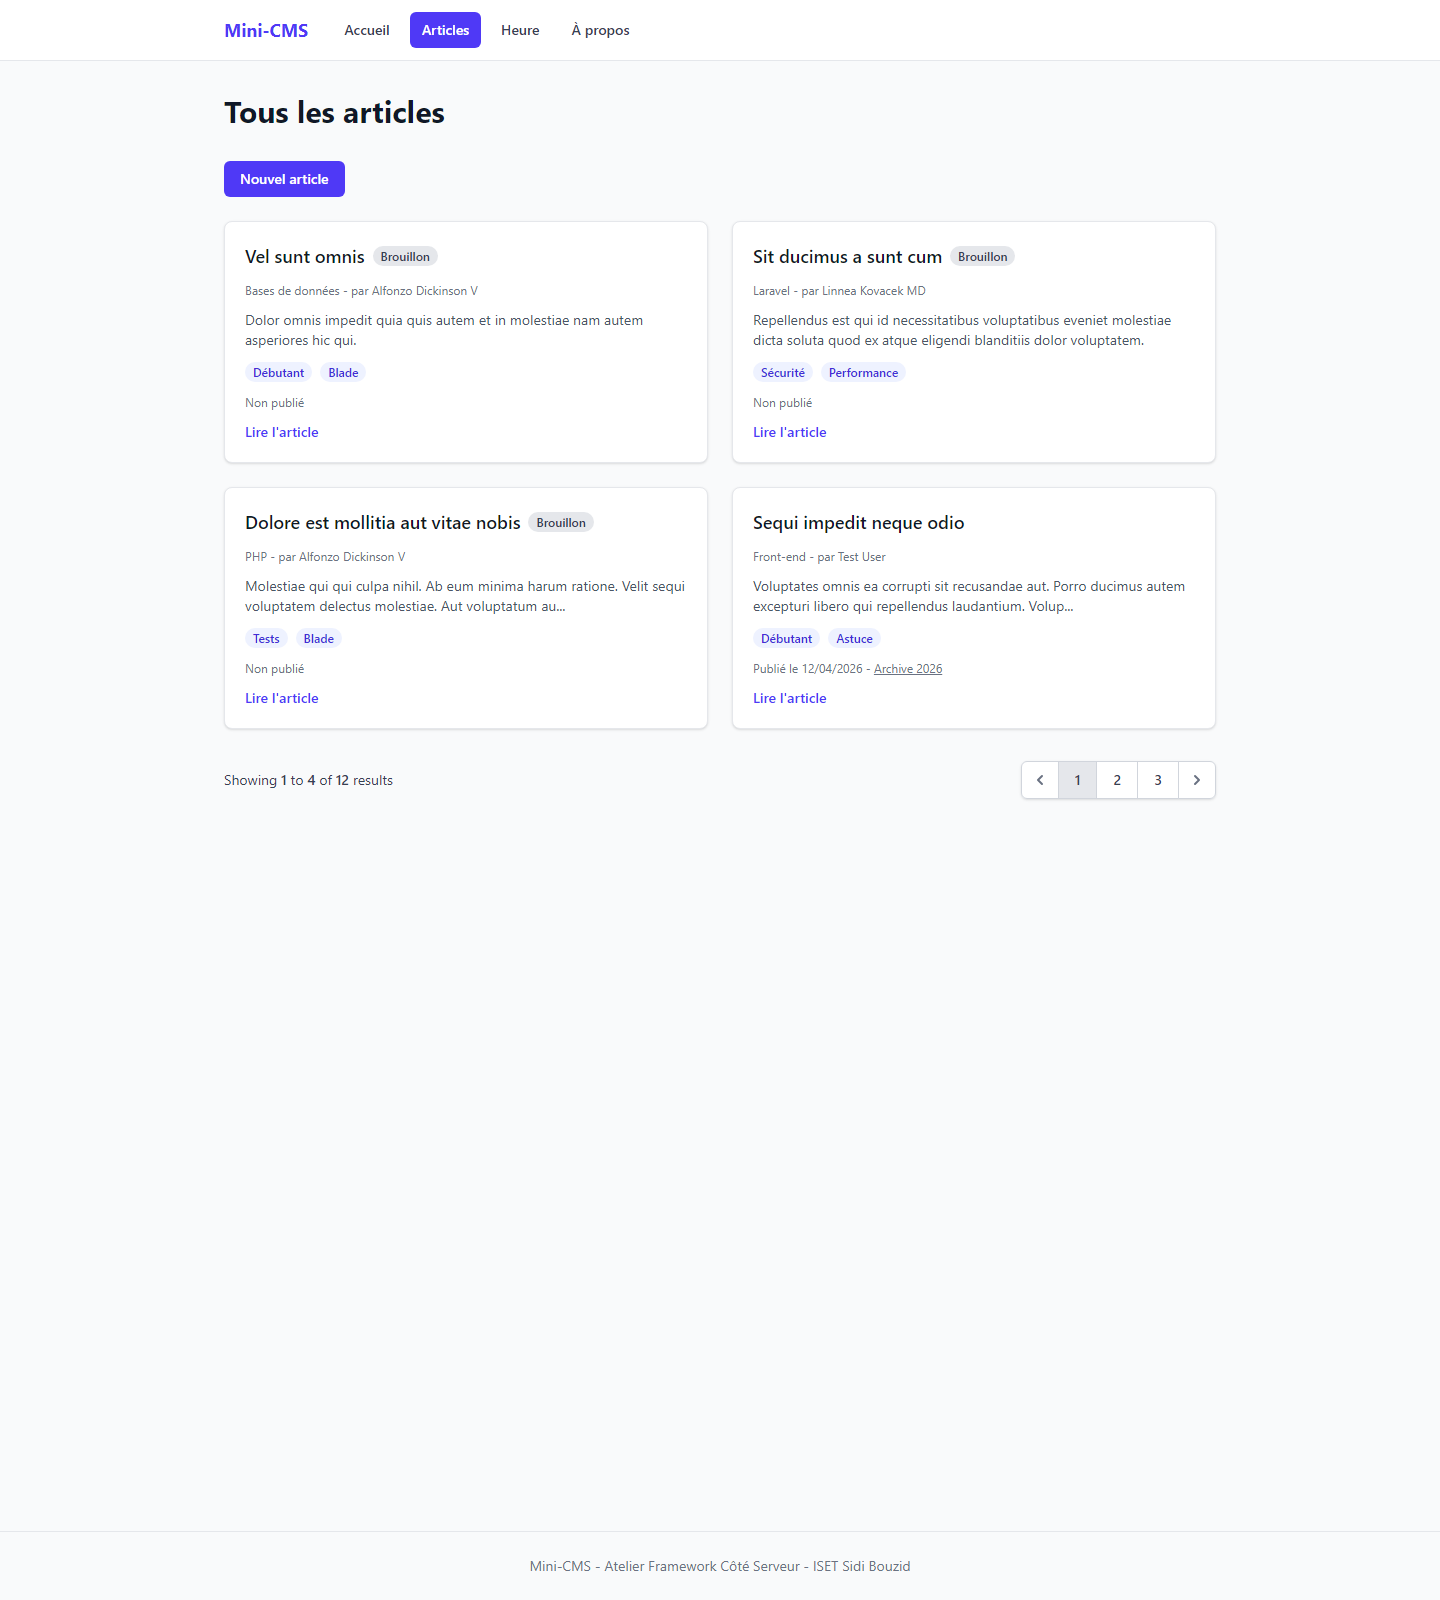 Mini-CMS Accueil Articles Heure À propos
Tous les articles
Nouvel article
Vel sunt omnis Brouillon
Bases de données - par Alfonzo Dickinson V
Dolor omnis impedit quia quis autem et in molestiae nam autem
asperiores hic qui.
Débutant Blade
Non publié
Lire l'article
Sit ducimus a sunt cum Brouillon
Laravel - par Linnea Kovacek MD
Repellendus est qui id necessitatibus voluptatibus eveniet molestiae
dicta soluta quod ex atque eligendi blanditiis dolor voluptatem.
Sécurité Performance
Non publié
Lire l'article
Dolore est mollitia aut vitae nobis Brouillon
PHP - par Alfonzo Dickinson V
Molestiae qui qui culpa nihil. Ab eum minima harum ratione. Velit sequi
voluptatem delectus molestiae. Aut voluptatum au...
Tests Blade
Non publié
Lire l'article
Sequi impedit neque odio
Front-end - par Test User
Voluptates omnis ea corrupti sit recusandae aut. Porro ducimus autem
excepturi libero qui repellendus laudantium. Volup...
Débutant Astuce
Publié le 12/04/2026 - Archive 2026
Lire l'article
Showing 1 to 4 of 12 results
1 2 3
Mini-CMS - Atelier Framework Côté Serveur - ISET Sidi Bouzid